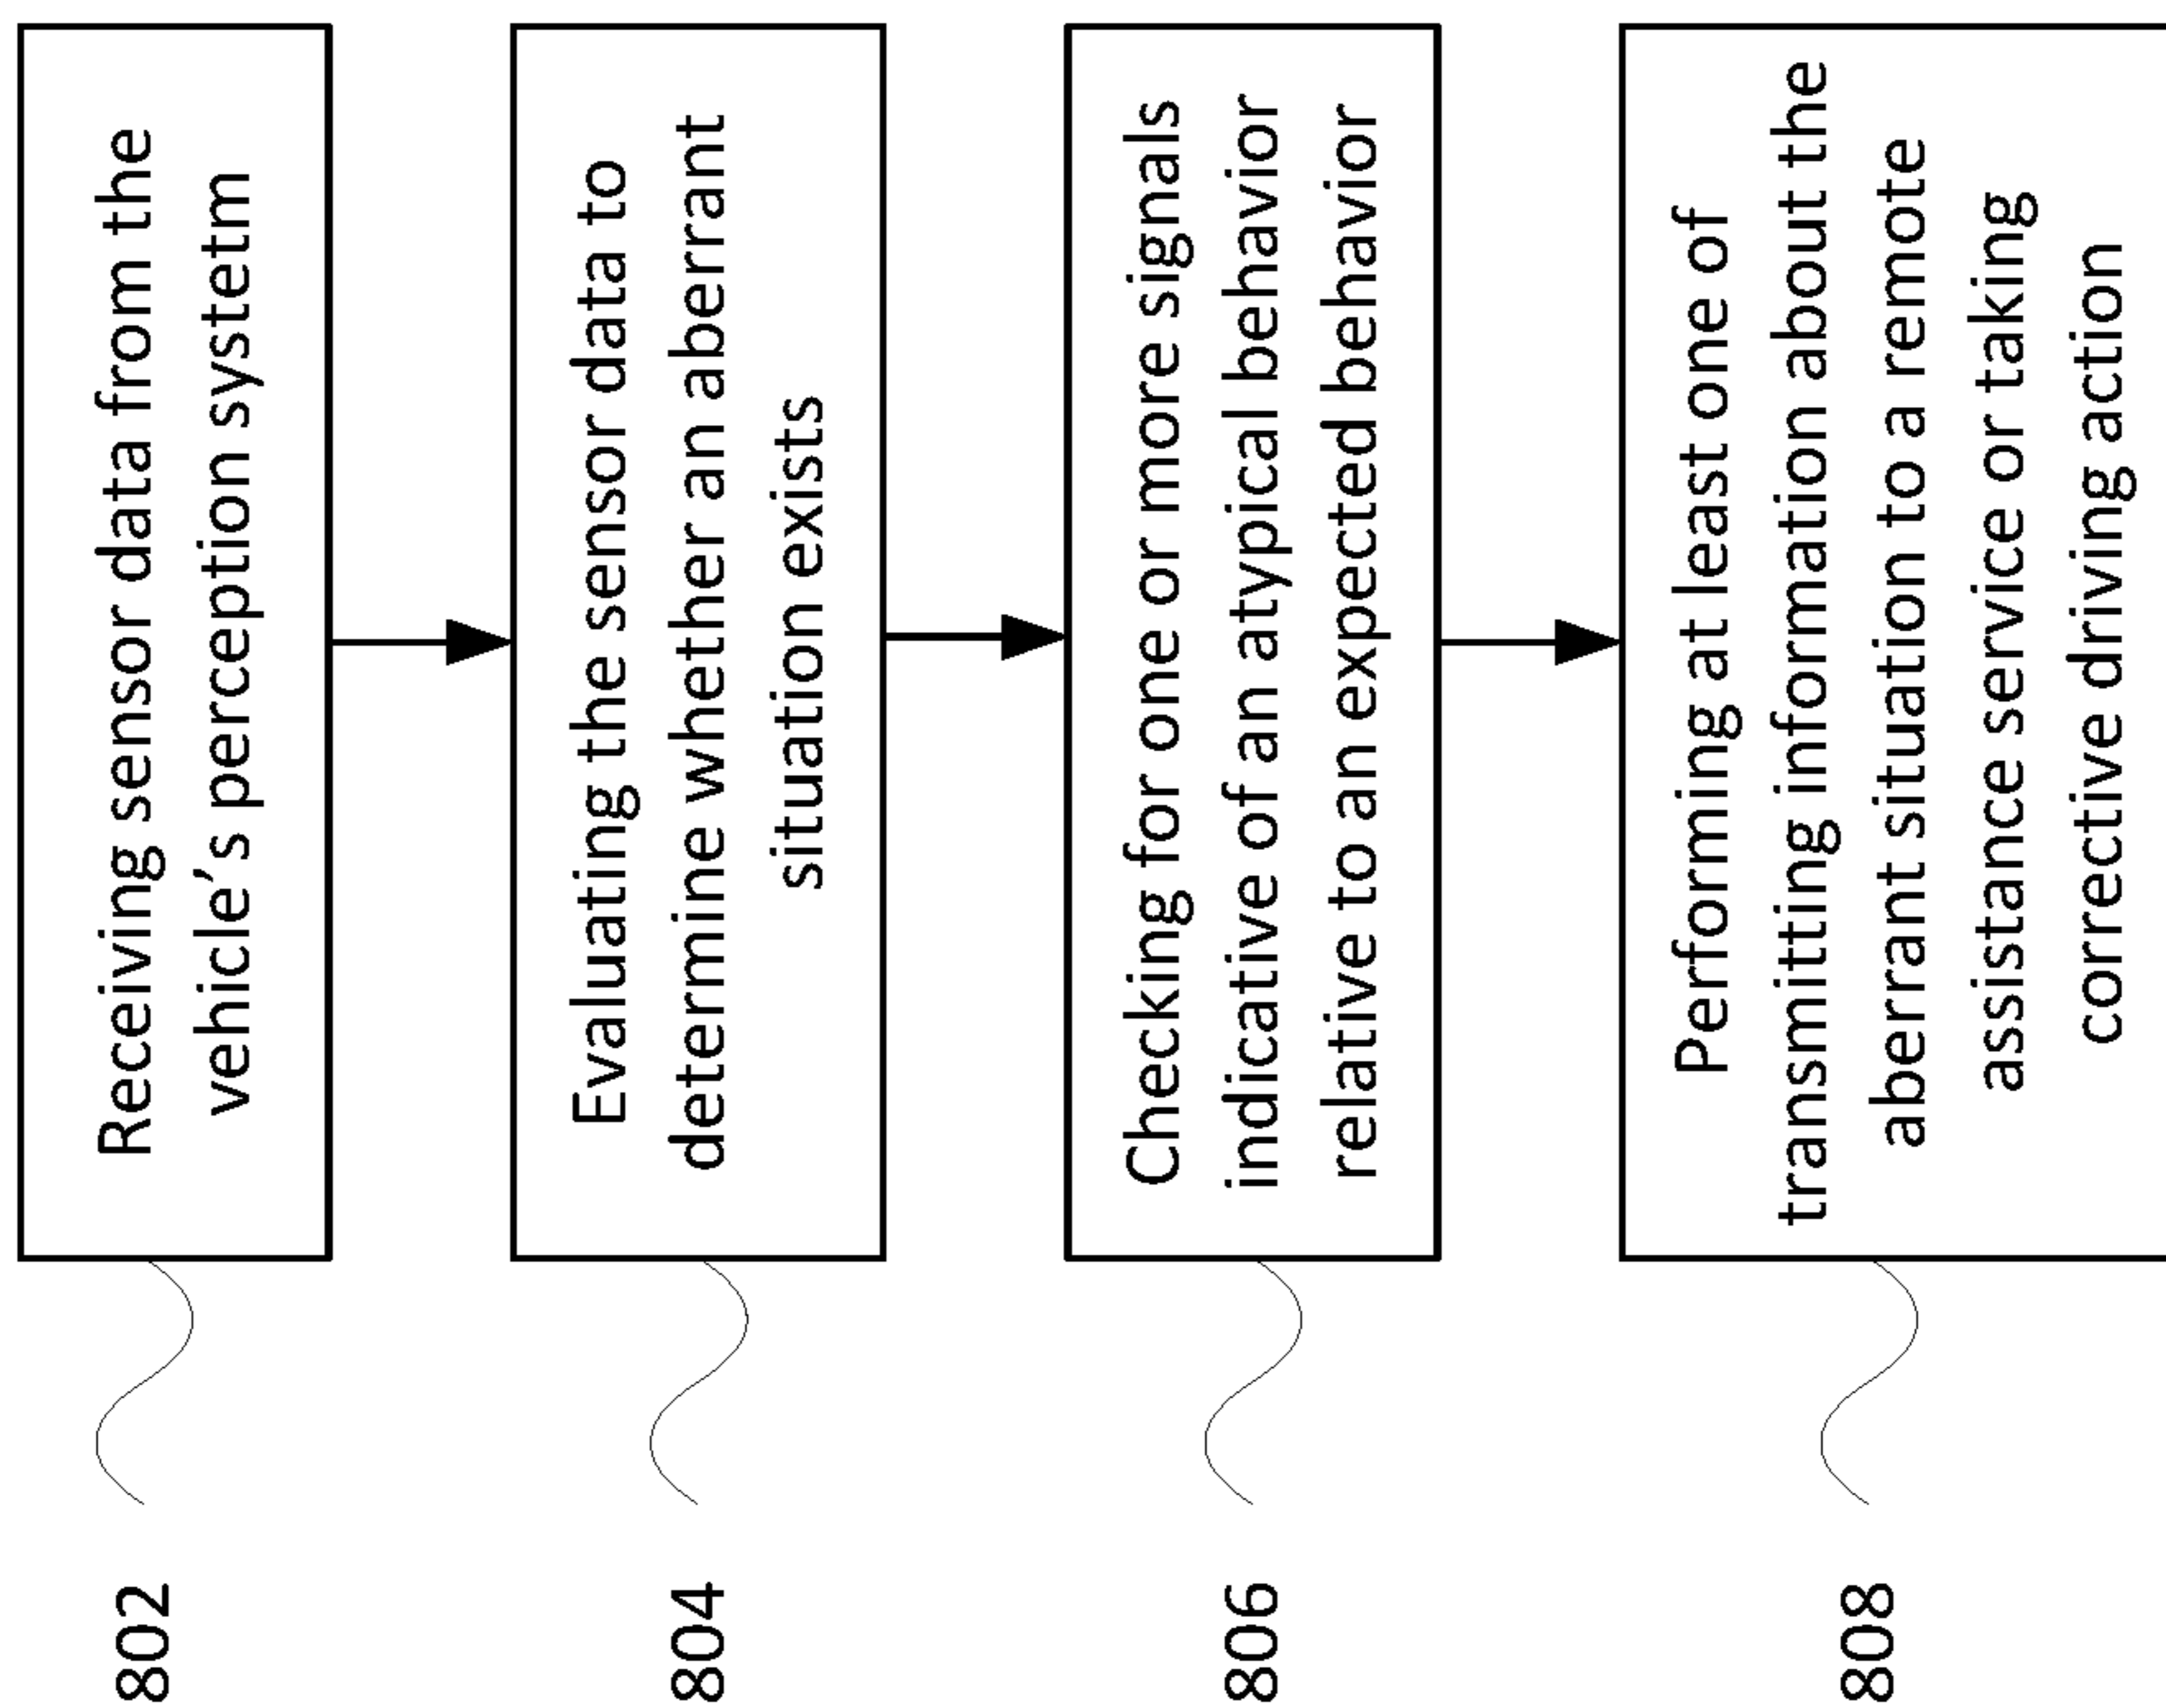 802
Receiving sensor data from the
vehicle's perception systetm
804
Evaluating the sensor data to
determine whether an aberrant
situation exists
806
Checking for one or more signals
indicative of an atypical behavior
relative to an expected behavior
808
Performing at least one of
transmitting information about the
aberrant situation to a remote
assistance service or taking
corrective driving action